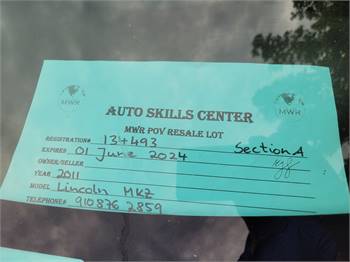 MWR
MWR
AUTO SKILLS CENTER
MWR POV RESALE LOT
REGISTRATION# 134493 Section A
EXPIRES 01 June 2024
OWNER/SELLER
YEAR 2011
MODEL Lincoln MKZ
TELEPHONE# 910 876 2859